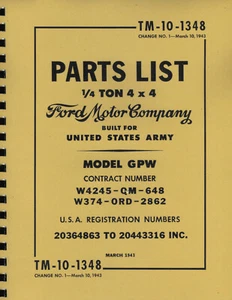 TM-10-1348
CHANGE NO. 1—March 10, 1943
PARTS LIST
1/4 TON 4 x 4
Ford Motor Company
BUILT FOR
UNITED STATES ARMY
MODEL GPW
CONTRACT NUMBER
W4245-QM-648
W374-ORD-2862
U.S.A. REGISTRATION NUMBERS
20364863 TO 20443316 INC.
MARCH 1943
TM-10-1348
CHANGE NO. 1—March 10, 1943